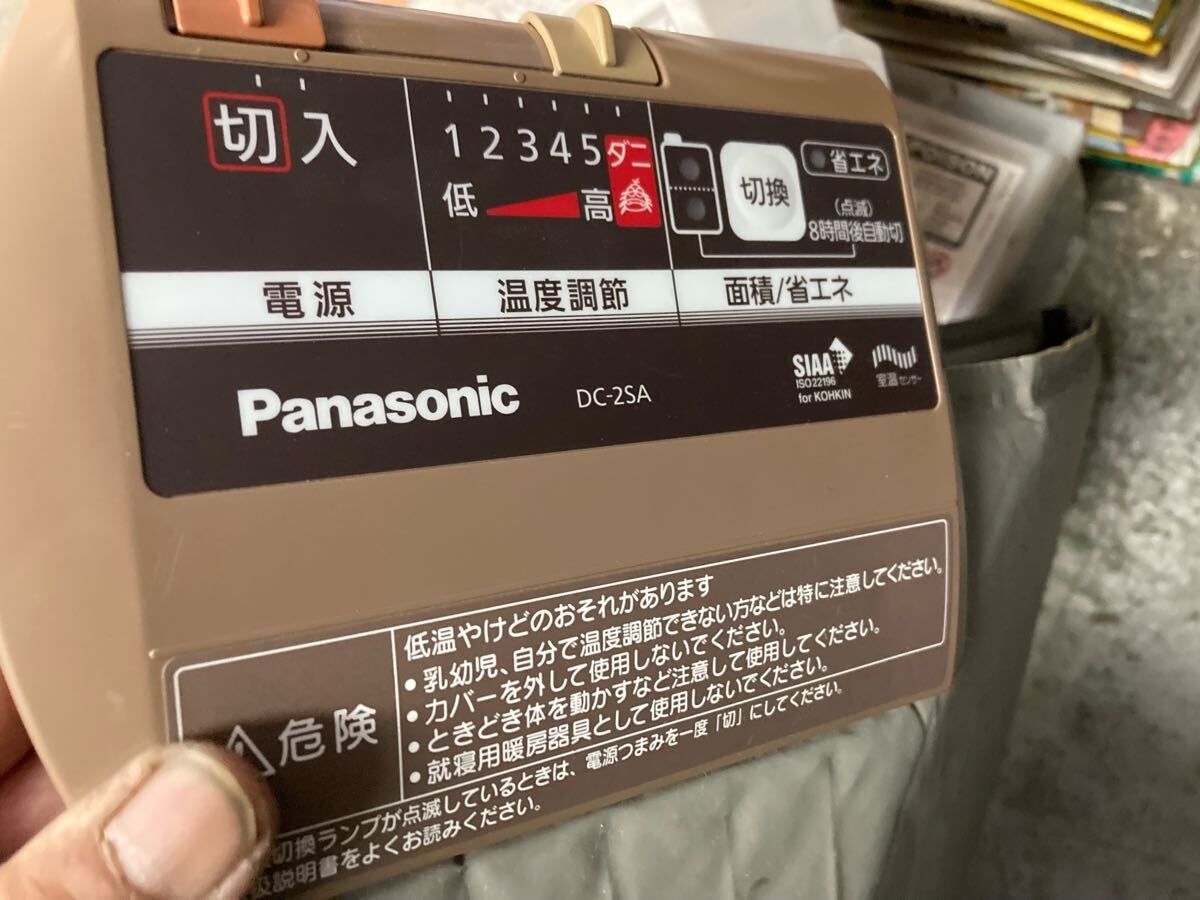 切 入
1 2 3 4 5 ダニ
低 高
切換
省エネ
(点滅)
8時間後自動切
電源
温度調節
面積/省エネ
Panasonic
DC-2SA
SIAA
ISO22196
for KOHKIN
室温センサー
危険
低温やけどのおそれがあります
・乳幼児、自分で温度調節できない方などは特に注意してください。
・カバーを外して使用しないでください。
・ときどき体を動かすなど注意して使用してください。
・就寝用暖房器具として使用しないでください。
切換ランプが点滅しているときは、電源つまみを一度「切」にしてください。
扱説明書をよくお読みください。